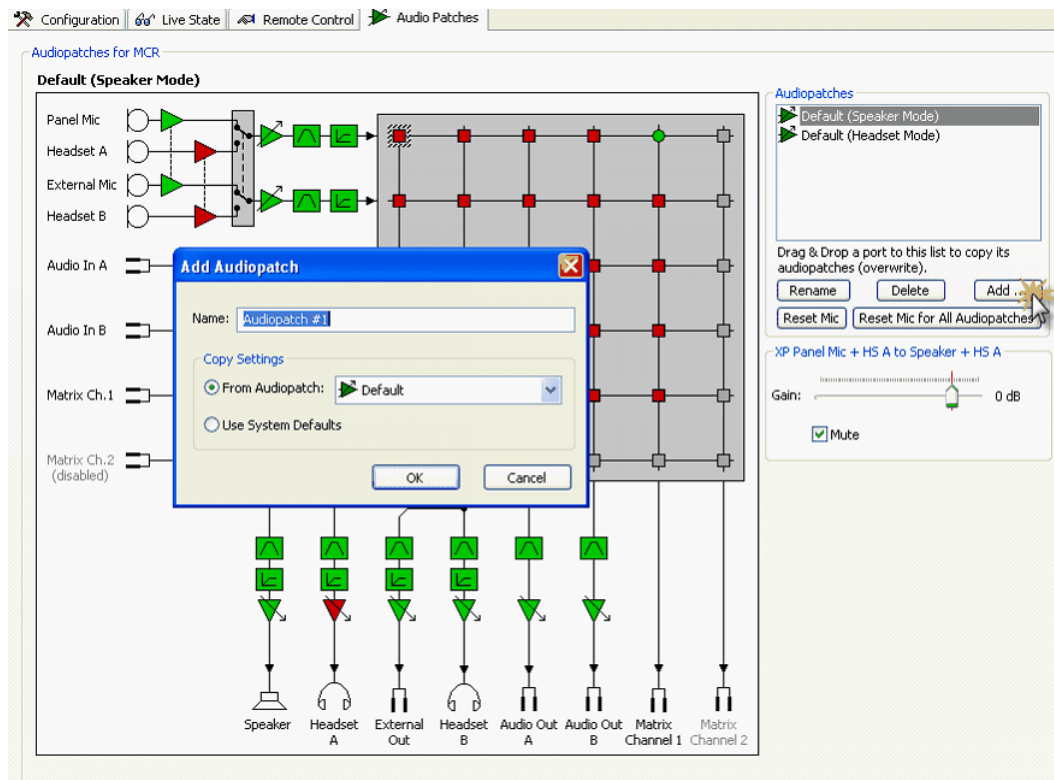 Configuration
Live State
Remote Control
Audio Patches
Audiopatches for MCR
Default (Speaker Mode)
Panel Mic
Headset A
External Mic
Headset B
Audio In A
Audio In B
Matrix Ch.1
Matrix Ch.2
(disabled)
Add Audiopatch
Name: Audiopatch #1
Copy Settings
From Audiopatch: Default
Use System Defaults
OK
Cancel
Speaker
Headset
A
External
Out
Headset
B
Audio Out
A
Audio Out
B
Matrix
Channel 1
Matrix
Channel 2
Audiopatches
Default (Speaker Mode)
Default (Headset Mode)
Drag & Drop a port to this list to copy its
audiopatches (overwrite).
Rename
Delete
Add ...
Reset Mic
Reset Mic for All Audiopatches
XP Panel Mic + HS A to Speaker + HS A
Gain: 0 dB
Mute